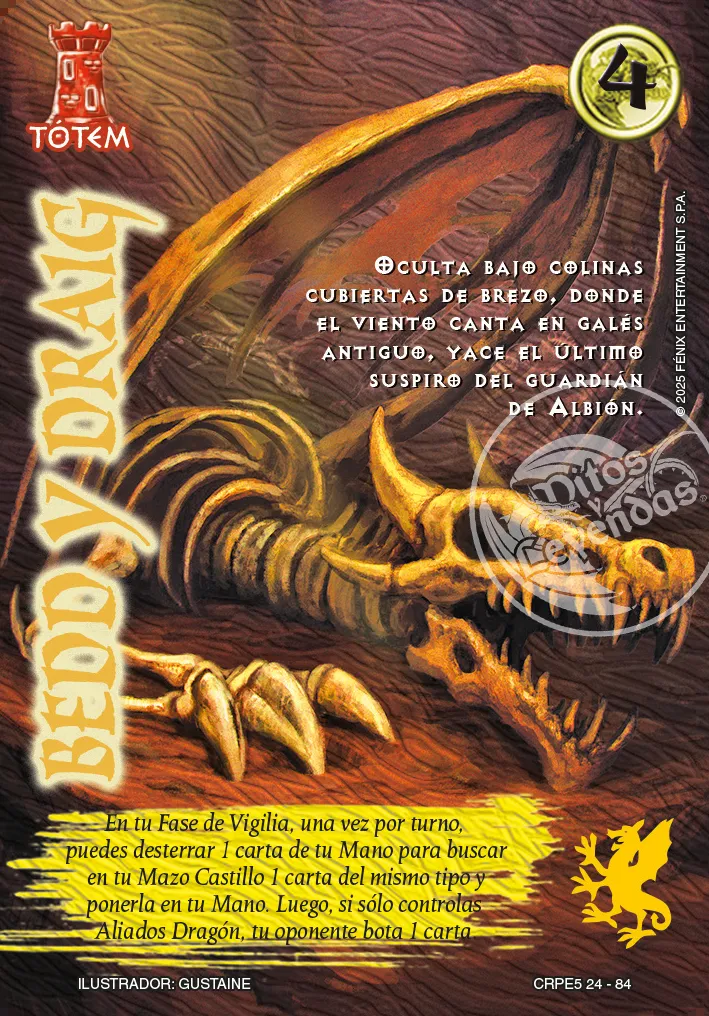 4
TÓTEM
BEDD Y DRAIG
Oculta bajo colinas
cubiertas de brezo, donde
el viento canta en galés
antiguo, yace el último
suspiro del guardián
de Albión.
© 2025 FÉNIX ENTERTAINMENT S.P.A.
Mitos
y
Leyendas
®
En tu Fase de Vigilia, una vez por turno,
puedes desterrar 1 carta de tu Mano para buscar
en tu Mazo Castillo 1 carta del mismo tipo y
ponerla en tu Mano. Luego, si sólo controlas
Aliados Dragón, tu oponente bota 1 carta
ILUSTRADOR: GUSTAINE
CRPE5 24 - 84